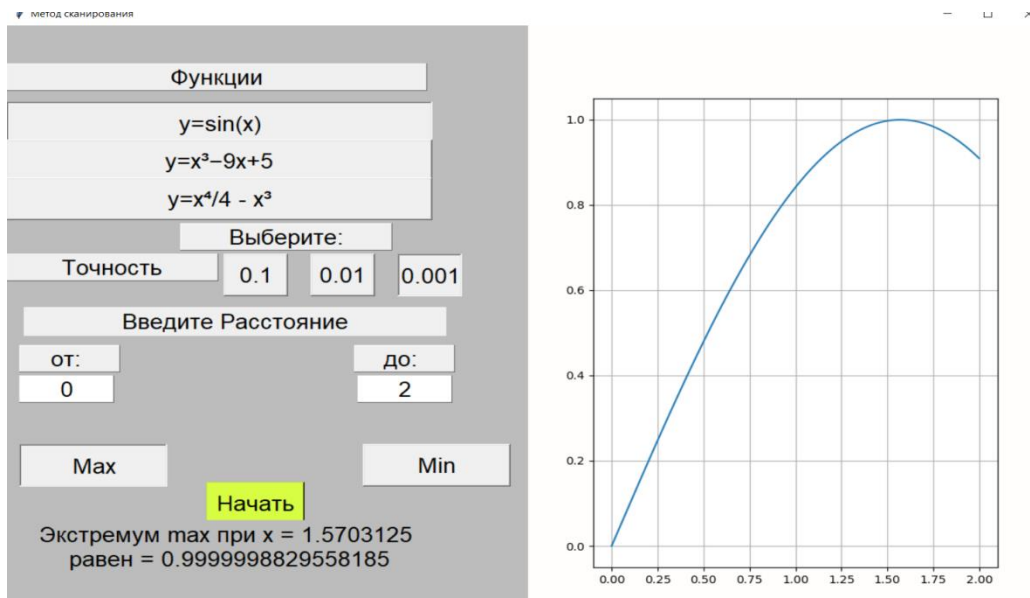 Метод сканирования
Функции
y=sin(x)
y=x³−9x+5
y=x⁴/4 - x³
Выберите:
Точность 0.1 0.01 0.001
Введите Расстояние
от: до:
0 2
Max Min
Начать
Экстремум max при x = 1.5703125
равен = 0.9999998829558185
1.0
0.8
0.6
0.4
0.2
0.0
0.00 0.25 0.50 0.75 1.00 1.25 1.50 1.75 2.00